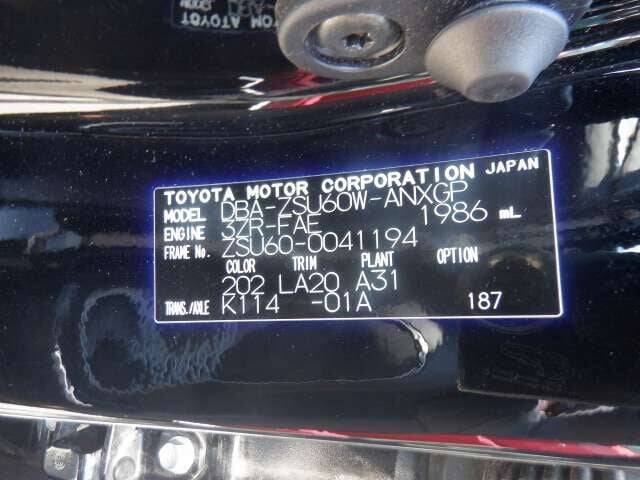 TOYOTA MOTOR CORPORATION JAPAN
MODEL DBA-ZSU60W-ANXGP
ENGINE 3ZR-FAE 1986 mL
FRAME No. ZSU60-0041194
COLOR TRIM PLANT OPTION
202 LA20 A31
TRANS./AXLE K114 -01A 187